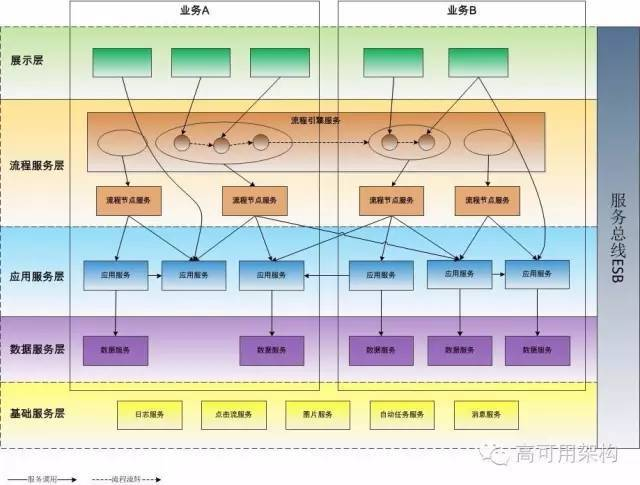 业务A
业务B
展示层
流程引擎服务
流程服务层
流程节点服务
流程节点服务
流程节点服务
流程节点服务
应用服务层
应用服务
应用服务
应用服务
应用服务
应用服务
应用服务
数据服务层
数据服务
数据服务
数据服务
数据服务
数据服务
基础服务层
日志服务
点击流服务
图片服务
自动任务服务
消息服务
服务总线ESB
高可用架构
服务调用
流程流转